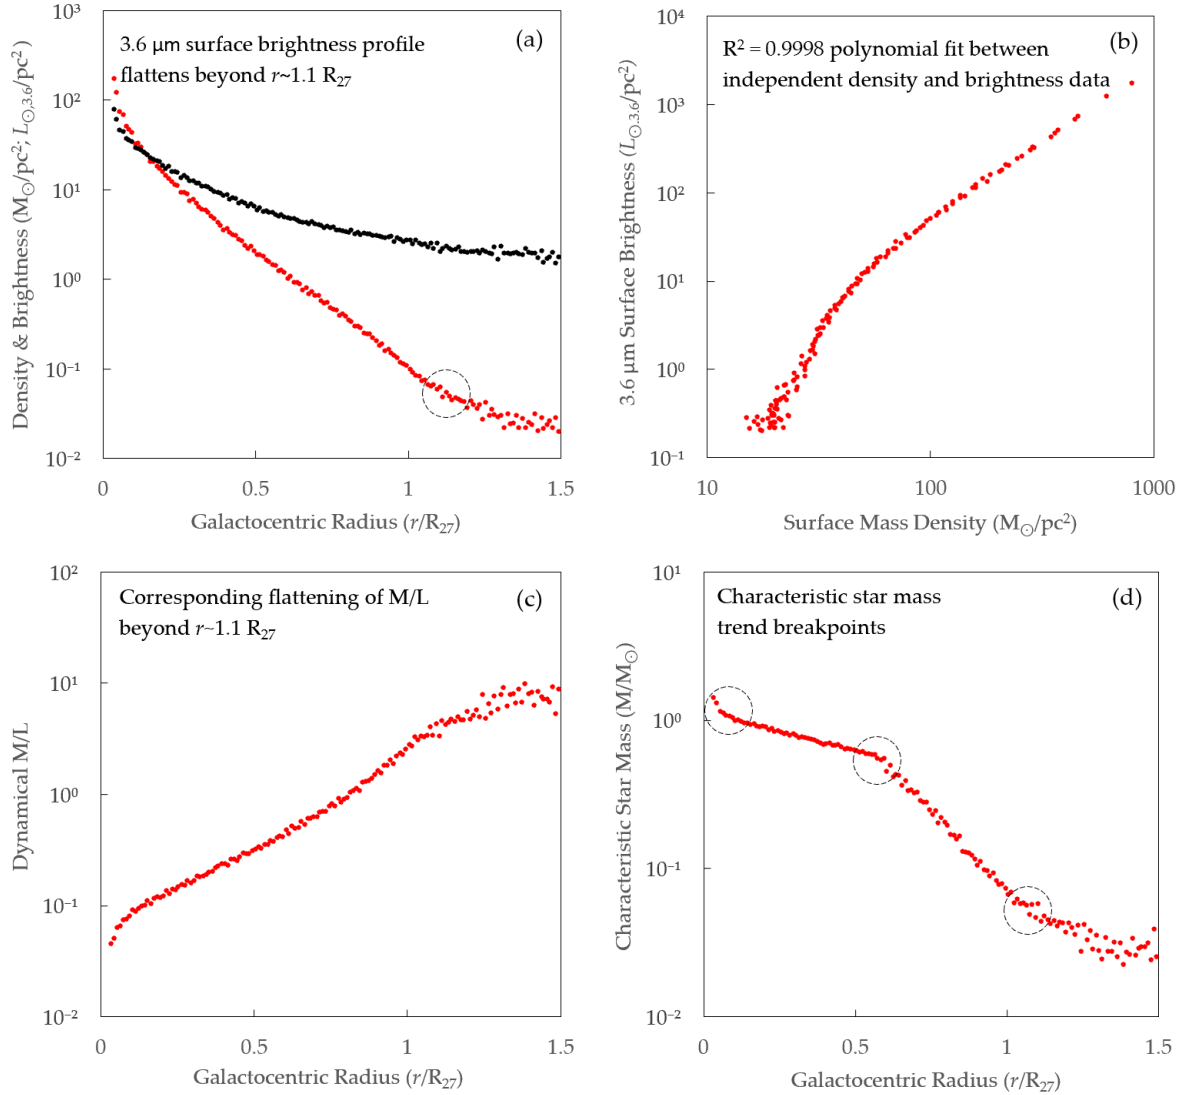 (a)
3.6 μm surface brightness profile
flattens beyond r~1.1 R₂₇
Density & Brightness (M☉/pc²; L☉,3.6/pc²)
10³
10²
10¹
10⁰
10⁻¹
10⁻²
0
0.5
1
1.5
Galactocentric Radius (r/R₂₇)
(b)
R² = 0.9998 polynomial fit between
independent density and brightness data
3.6 μm Surface Brightness (L☉,3.6/pc²)
10⁴
10³
10²
10¹
10⁰
10⁻¹
10
100
1000
Surface Mass Density (M☉/pc²)
(c)
Corresponding flattening of M/L
beyond r~1.1 R₂₇
Dynamical M/L
10²
10¹
10⁰
10⁻¹
10⁻²
0
0.5
1
1.5
Galactocentric Radius (r/R₂₇)
(d)
Characteristic star mass
trend breakpoints
Characteristic Star Mass (M/M☉)
10¹
10⁰
10⁻¹
10⁻²
0
0.5
1
1.5
Galactocentric Radius (r/R₂₇)